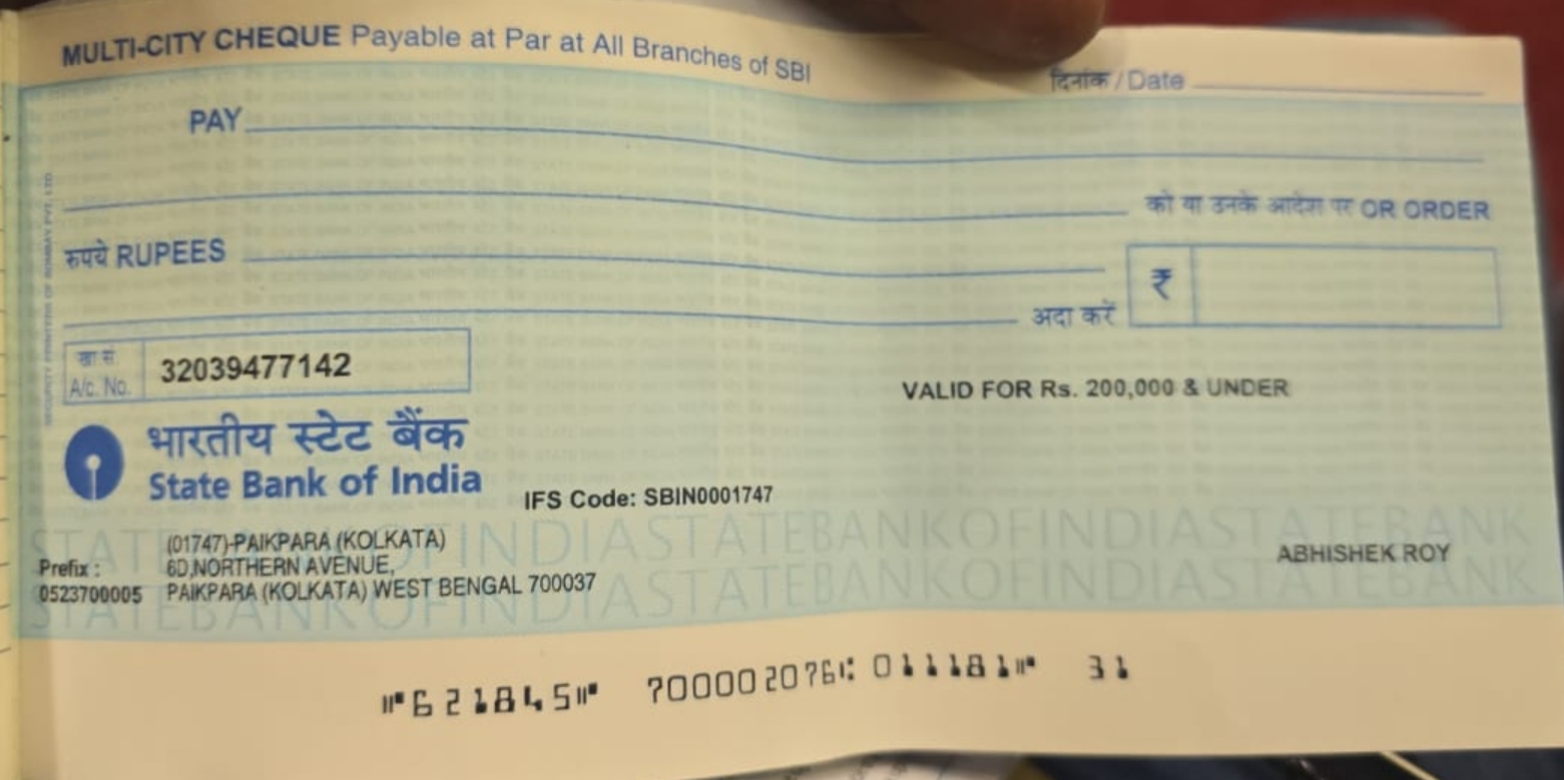 MULTI-CITY CHEQUE Payable at Par at All Branches of SBI
दिनांक / Date
PAY
को या उनके आदेश पर OR ORDER
रुपये RUPEES
₹
अदा करें
खा सं. A/c. No. 32039477142
VALID FOR Rs. 200,000 & UNDER
भारतीय स्टेट बैंक
State Bank of India
IFS Code: SBIN0001747
(01747)-PAIKPARA (KOLKATA)
Prefix : 6D,NORTHERN AVENUE,
0523700005 PAIKPARA (KOLKATA) WEST BENGAL 700037
ABHISHEK ROY
STATEBANKOFINDIASTATEBANKOFINDIASTATEBANK
STATEBANKOFINDIASTATEBANKOFINDIASTATEBANK
⑈621845⑈ 700002076⑆ 011181⑈ 31